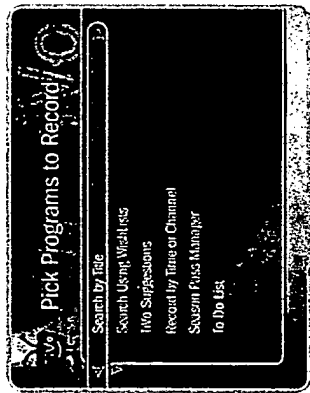 Pick Programs to Record
Search by Title
Search Using WishLists
TiVo Suggestions
Record by Time or Channel
Season Pass Manager
To Do List